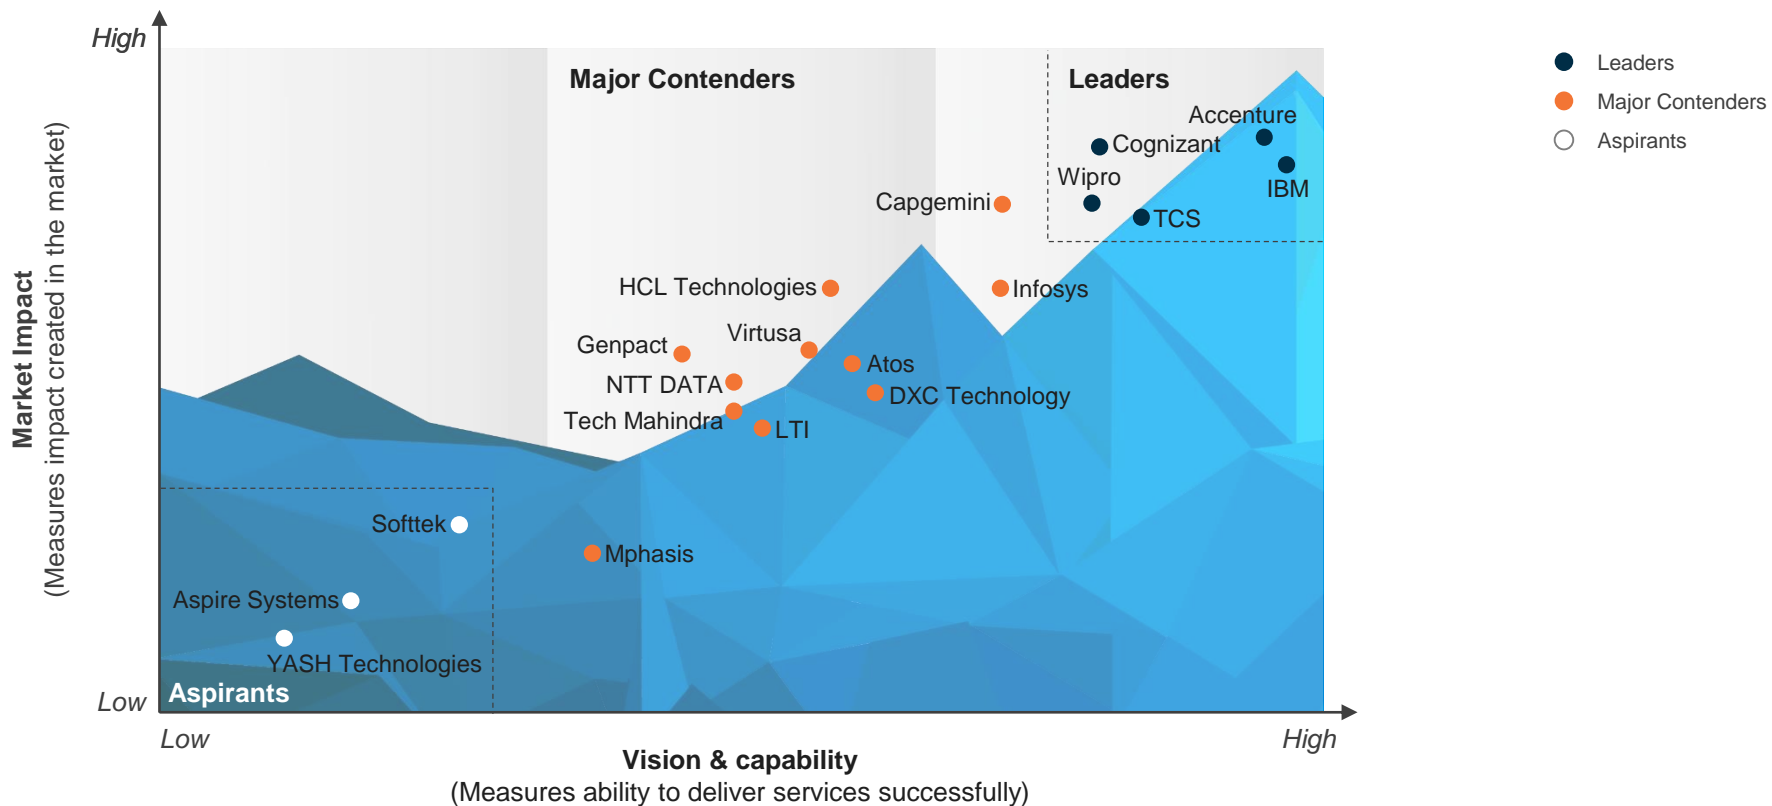 High
Major Contenders
Leaders
Leaders
Major Contenders
Aspirants
Accenture
Cognizant
Wipro
IBM
Capgemini
TCS
HCL Technologies
Infosys
Virtusa
Genpact
Atos
NTT DATA
DXC Technology
Tech Mahindra
LTI
Market Impact
(Measures impact created in the market)
Softtek
Mphasis
Aspire Systems
YASH Technologies
Aspirants
Low
Low
High
Vision & capability
(Measures ability to deliver services successfully)